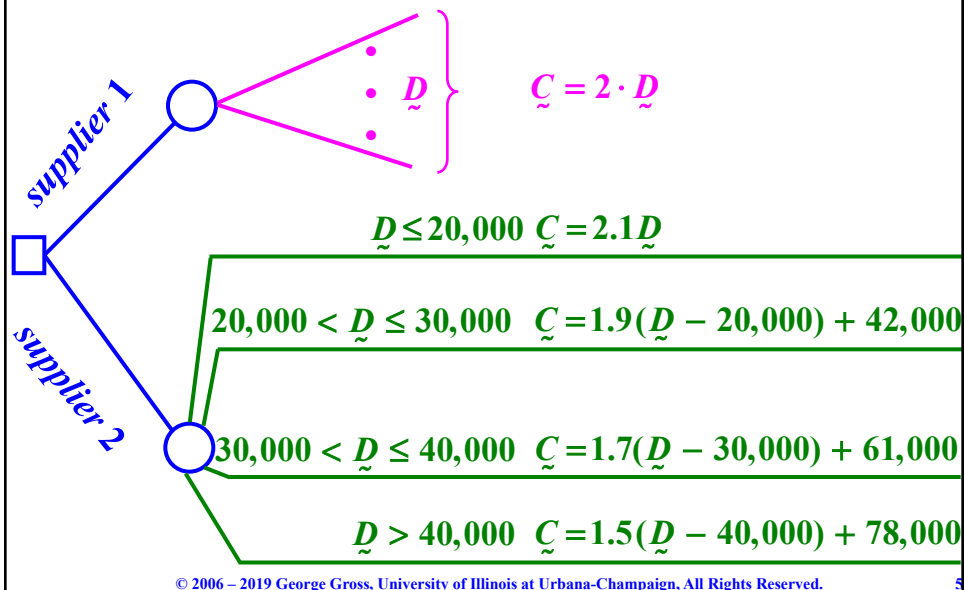 supplier 1
D̰
C̰ = 2 · D̰
D̰ ≤ 20,000 C̰ = 2.1D̰
20,000 < D̰ ≤ 30,000 C̰ = 1.9(D̰ − 20,000) + 42,000
supplier 2
30,000 < D̰ ≤ 40,000 C̰ = 1.7(D̰ − 30,000) + 61,000
D̰ > 40,000 C̰ = 1.5(D̰ − 40,000) + 78,000
© 2006 – 2019 George Gross, University of Illinois at Urbana-Champaign, All Rights Reserved. 5